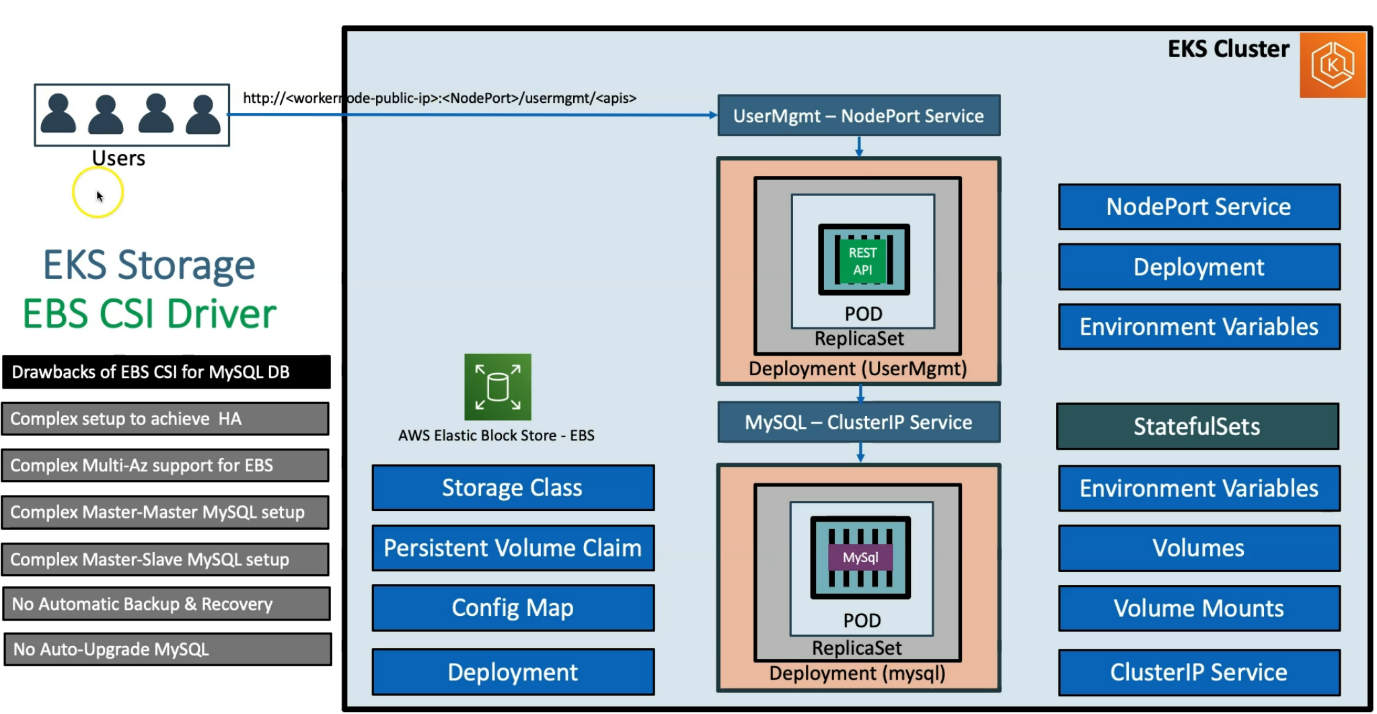 EKS Cluster
http://<workernode-public-ip>:<NodePort>/usermgmt/<apis>
Users
UserMgmt – NodePort Service
REST
API
POD
ReplicaSet
Deployment (UserMgmt)
MySQL – ClusterIP Service
MySql
POD
ReplicaSet
Deployment (mysql)
NodePort Service
Deployment
Environment Variables
StatefulSets
Environment Variables
Volumes
Volume Mounts
ClusterIP Service
AWS Elastic Block Store - EBS
Storage Class
Persistent Volume Claim
Config Map
Deployment
EKS Storage
EBS CSI Driver
Drawbacks of EBS CSI for MySQL DB
Complex setup to achieve HA
Complex Multi-Az support for EBS
Complex Master-Master MySQL setup
Complex Master-Slave MySQL setup
No Automatic Backup & Recovery
No Auto-Upgrade MySQL